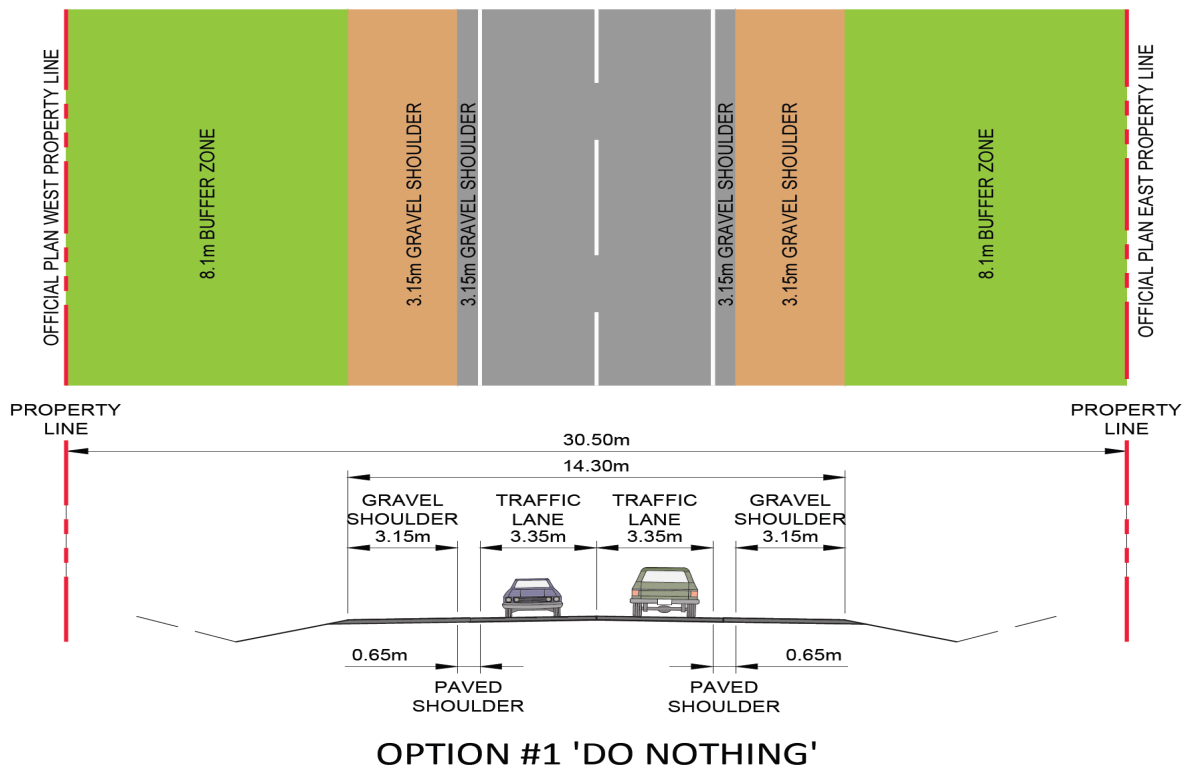 OFFICIAL PLAN WEST PROPERTY LINE
8.1m BUFFER ZONE
3.15m GRAVEL SHOULDER
3.15m GRAVEL SHOULDER
3.15m GRAVEL SHOULDER
3.15m GRAVEL SHOULDER
8.1m BUFFER ZONE
OFFICIAL PLAN EAST PROPERTY LINE
PROPERTY
LINE
PROPERTY
LINE
30.50m
14.30m
GRAVEL
SHOULDER
3.15m
TRAFFIC
LANE
3.35m
TRAFFIC
LANE
3.35m
GRAVEL
SHOULDER
3.15m
0.65m
PAVED
SHOULDER
0.65m
PAVED
SHOULDER
OPTION #1 'DO NOTHING'